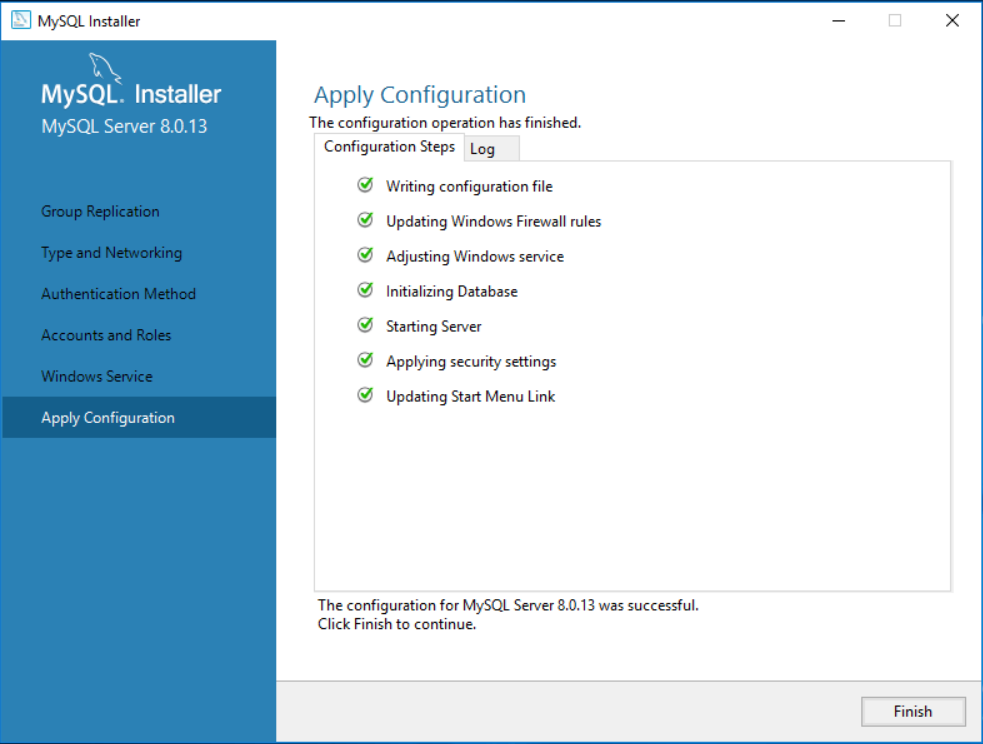 MySQL Installer
MySQL. Installer
MySQL Server 8.0.13
Group Replication
Type and Networking
Authentication Method
Accounts and Roles
Windows Service
Apply Configuration
Apply Configuration
The configuration operation has finished.
Configuration Steps Log
Writing configuration file
Updating Windows Firewall rules
Adjusting Windows service
Initializing Database
Starting Server
Applying security settings
Updating Start Menu Link
The configuration for MySQL Server 8.0.13 was successful.
Click Finish to continue.
Finish